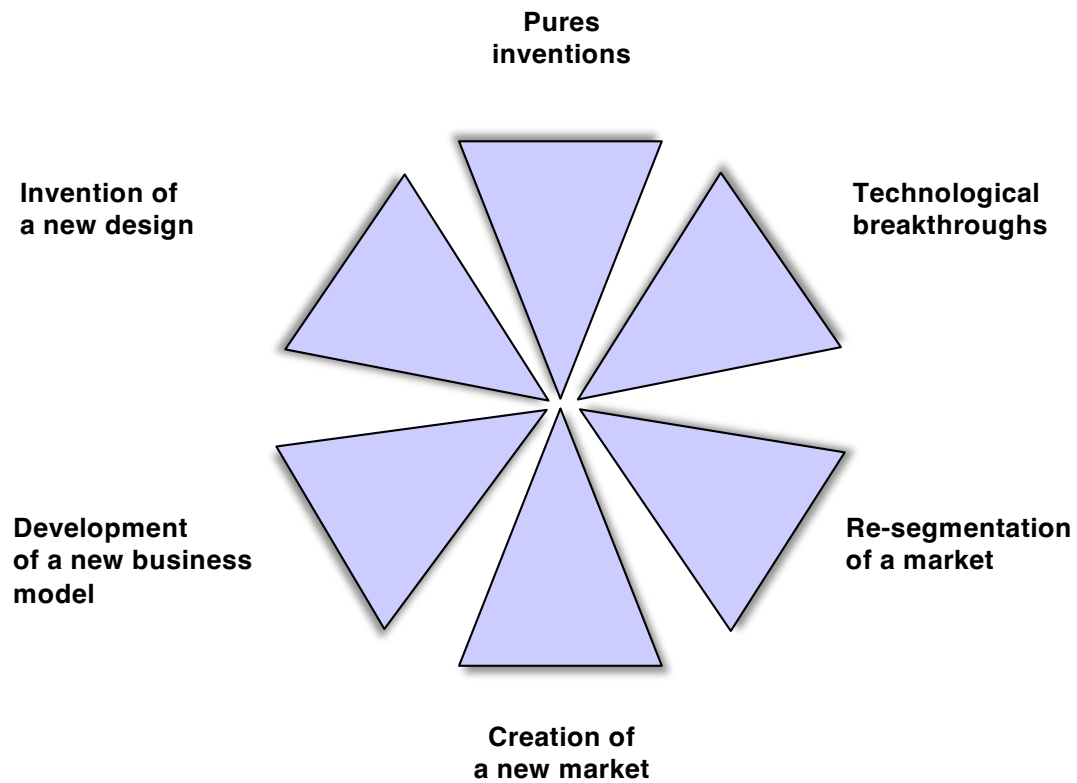 Pures
inventions
Invention of
a new design
Technological
breakthroughs
Development
of a new business
model
Re-segmentation
of a market
Creation of
a new market